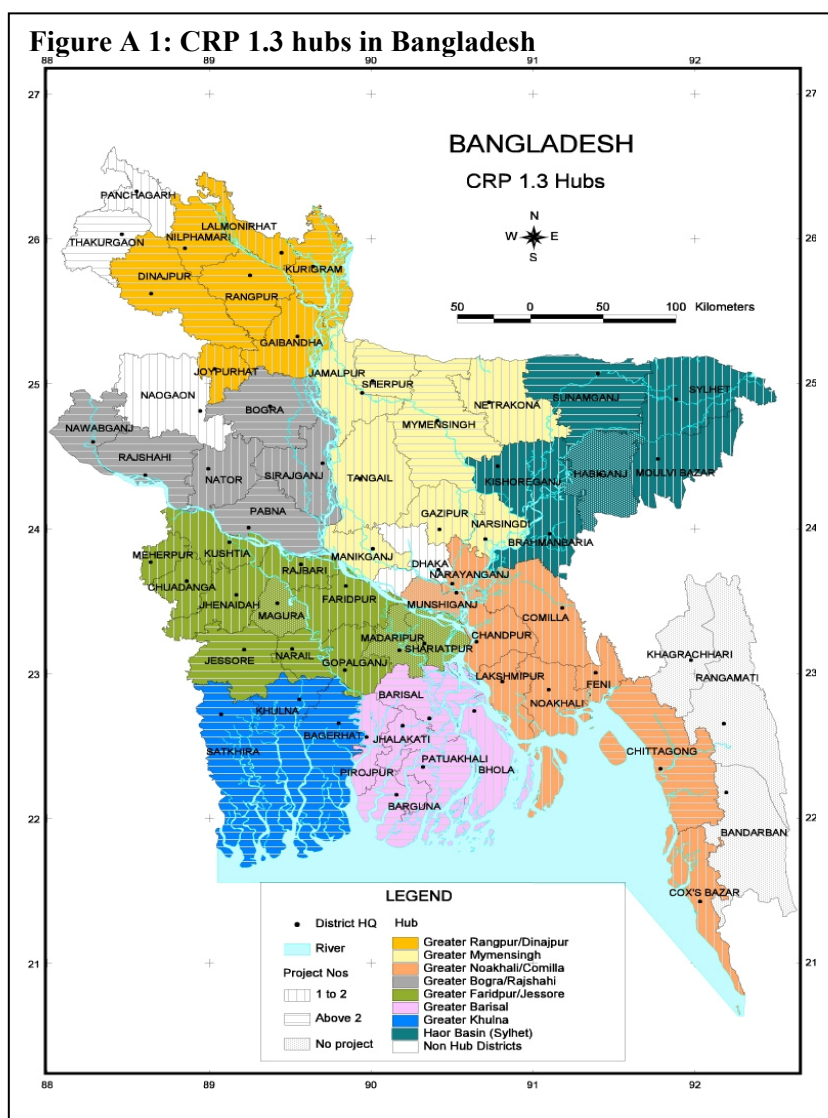 Figure A 1: CRP 1.3 hubs in Bangladesh
88 89 90 91 92
27 27
BANGLADESH
CRP 1.3 Hubs
N
W E
S
PANCHAGARH
26 26
THAKURGAON
NILPHAMARI
LALMONIRHAT
DINAJPUR
KURIGRAM
RANGPUR
50 0 50 100 Kilometers
GAIBANDHA
25 25
JOYPURHAT
JAMALPUR
SHERPUR
NAOGAON
BOGRA
NETRAKONA
SUNAMGANJ
SYLHET
NAWABGANJ
MYMENSINGH
RAJSHAHI
NATOR
SIRAJGANJ
TANGAIL
KISHOREGANJ
HABIGANJ
MOULVI BAZAR
PABNA
GAZIPUR
NARSINGDI
24 24
BRAHMANBARIA
MEHERPUR
KUSHTIA
MANIKGANJ
DHAKA
NARAYANGANJ
RAJBARI
CHUADANGA
JHENAIDAH
FARIDPUR
MUNSHIGANJ
MAGURA
COMILLA
MADARIPUR
CHANDPUR
SHARIATPUR
KHAGRACHHARI
JESSORE
NARAIL
GOPALGANJ
23 23
LAKSHMIPUR
FENI
RANGAMATI
BARISAL
NOAKHALI
KHULNA
BAGERHAT
SATKHIRA
JHALAKATI
CHITTAGONG
PATUAKHALI
PIROJPUR
BHOLA
BARGUNA
22 22
BANDARBAN
COX'S BAZAR
LEGEND
District HQ
River
Project Nos
1 to 2
Above 2
No project
Hub
Greater Rangpur/Dinajpur
Greater Mymensingh
Greater Noakhali/Comilla
Greater Bogra/Rajshahi
Greater Faridpur/Jessore
Greater Barisal
Greater Khulna
Haor Basin (Sylhet)
Non Hub Districts
21 21
88 89 90 91 92